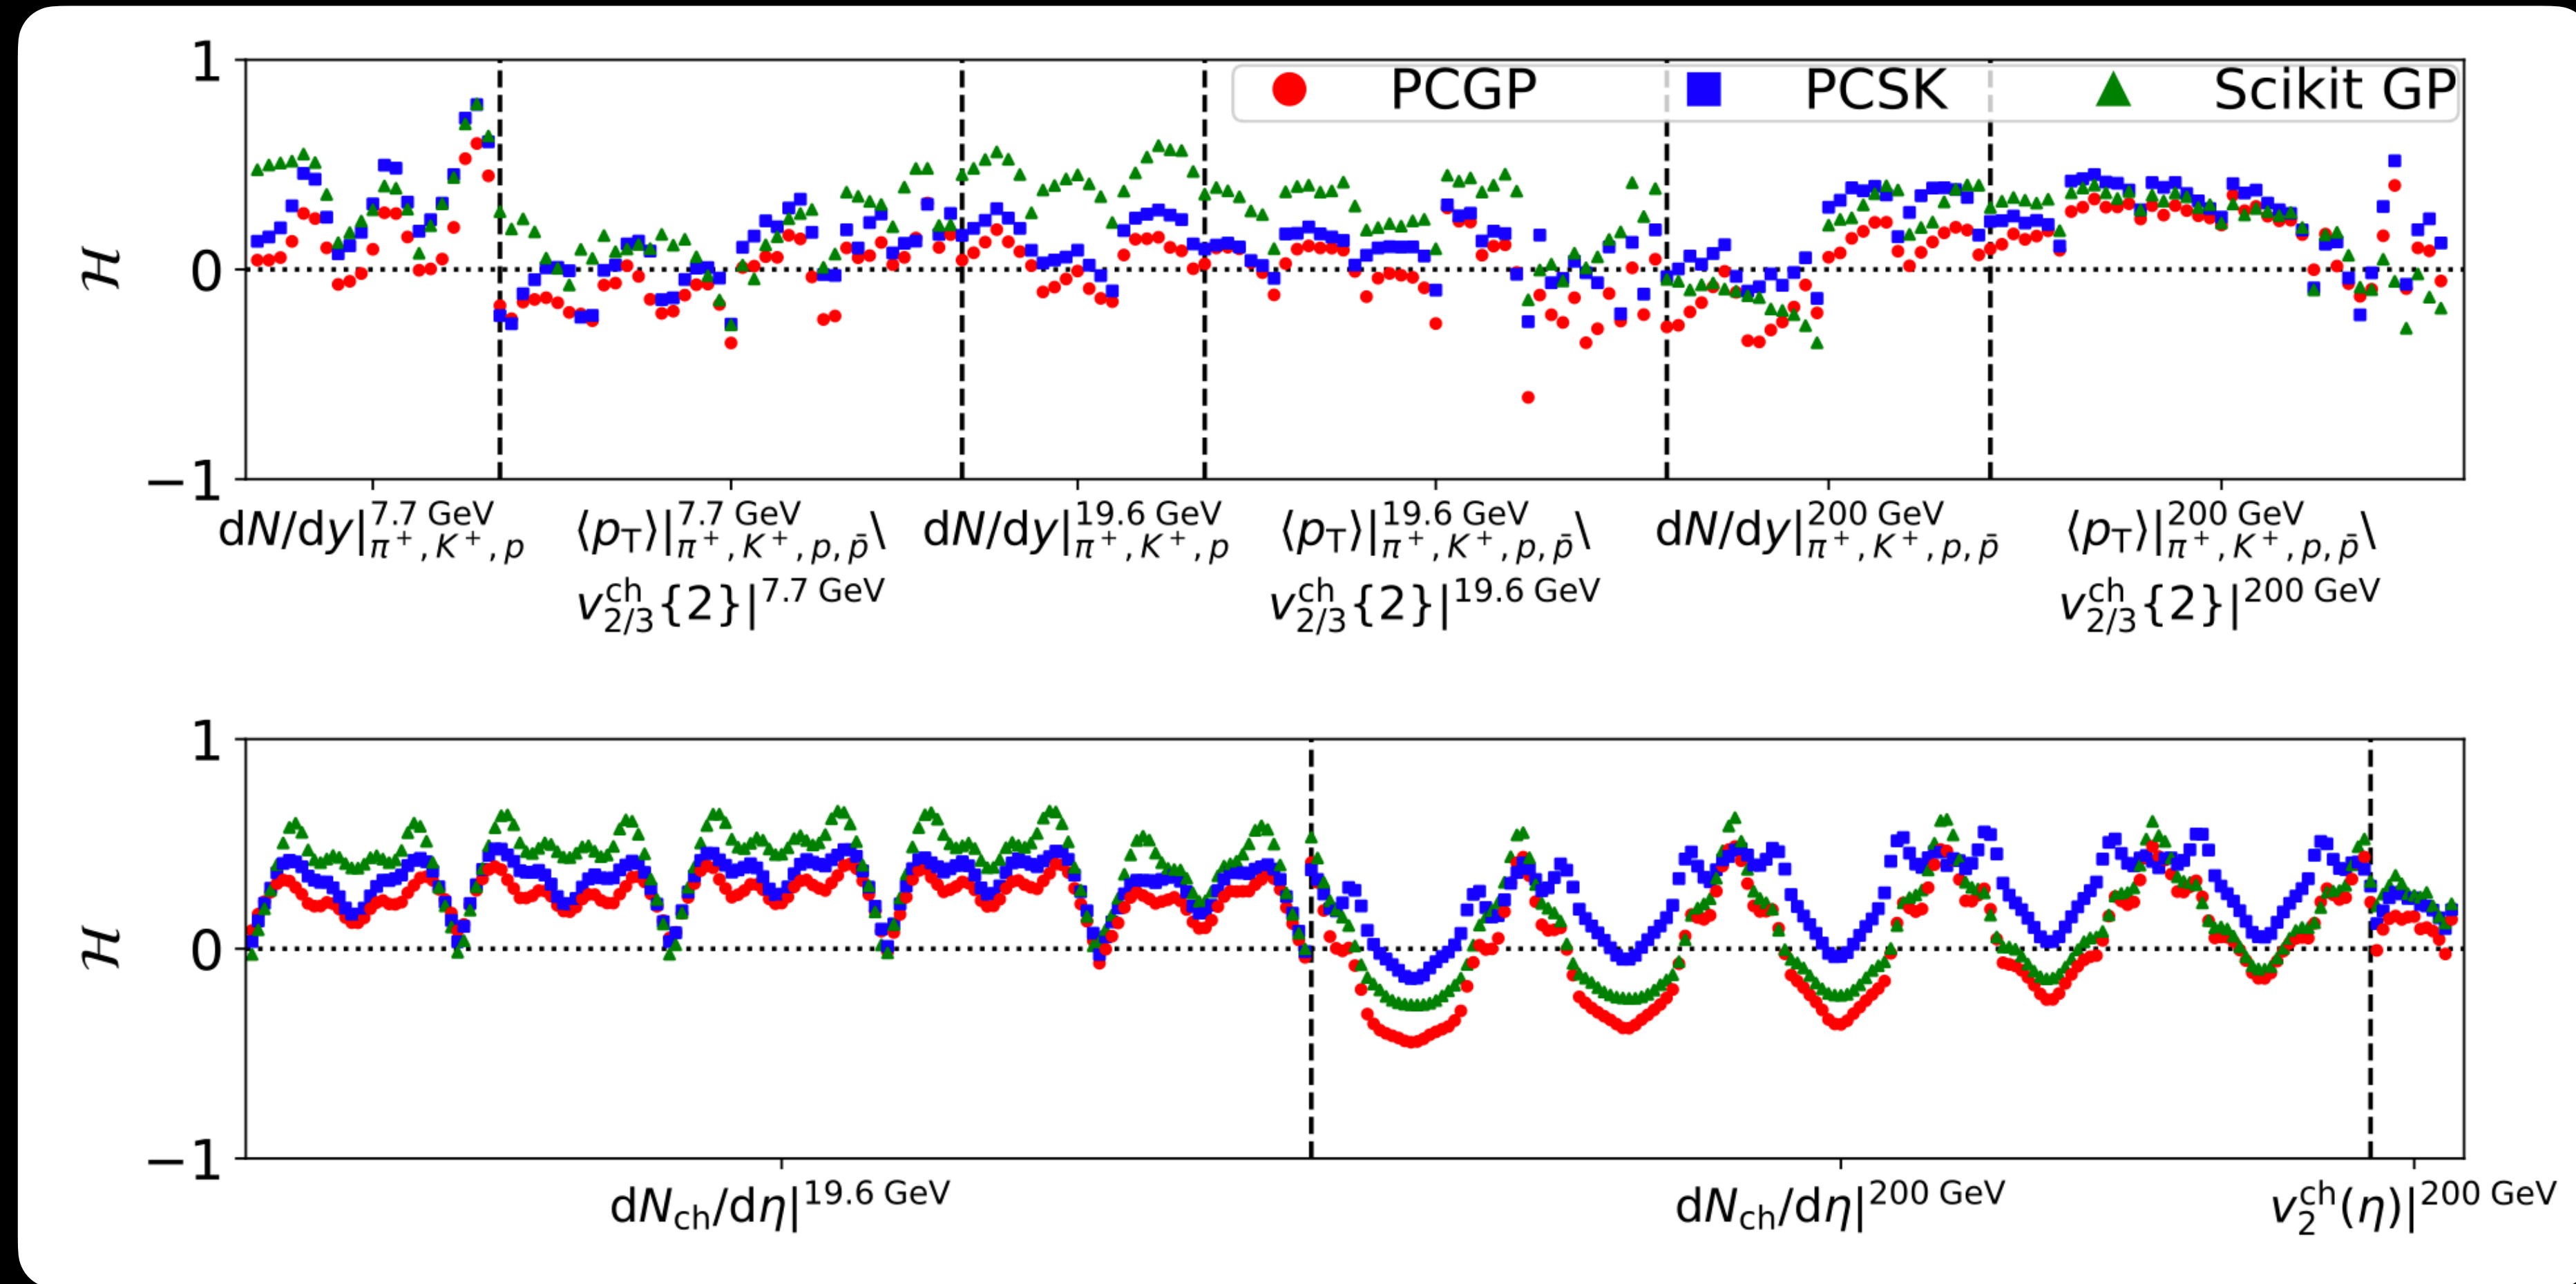 1
PCGP PCSK Scikit GP
ℋ
0
−1
dN/dy|^{7.7 GeV}_{π⁺, K⁺, p} ⟨p_T⟩|^{7.7 GeV}_{π⁺, K⁺, p, p̄}\ dN/dy|^{19.6 GeV}_{π⁺, K⁺, p} ⟨p_T⟩|^{19.6 GeV}_{π⁺, K⁺, p, p̄}\ dN/dy|^{200 GeV}_{π⁺, K⁺, p, p̄} ⟨p_T⟩|^{200 GeV}_{π⁺, K⁺, p, p̄}\
v^{ch}_{2/3}{2}|^{7.7 GeV} v^{ch}_{2/3}{2}|^{19.6 GeV} v^{ch}_{2/3}{2}|^{200 GeV}
1
ℋ
0
−1
dN_{ch}/dη|^{19.6 GeV} dN_{ch}/dη|^{200 GeV} v^{ch}_2(η)|^{200 GeV}